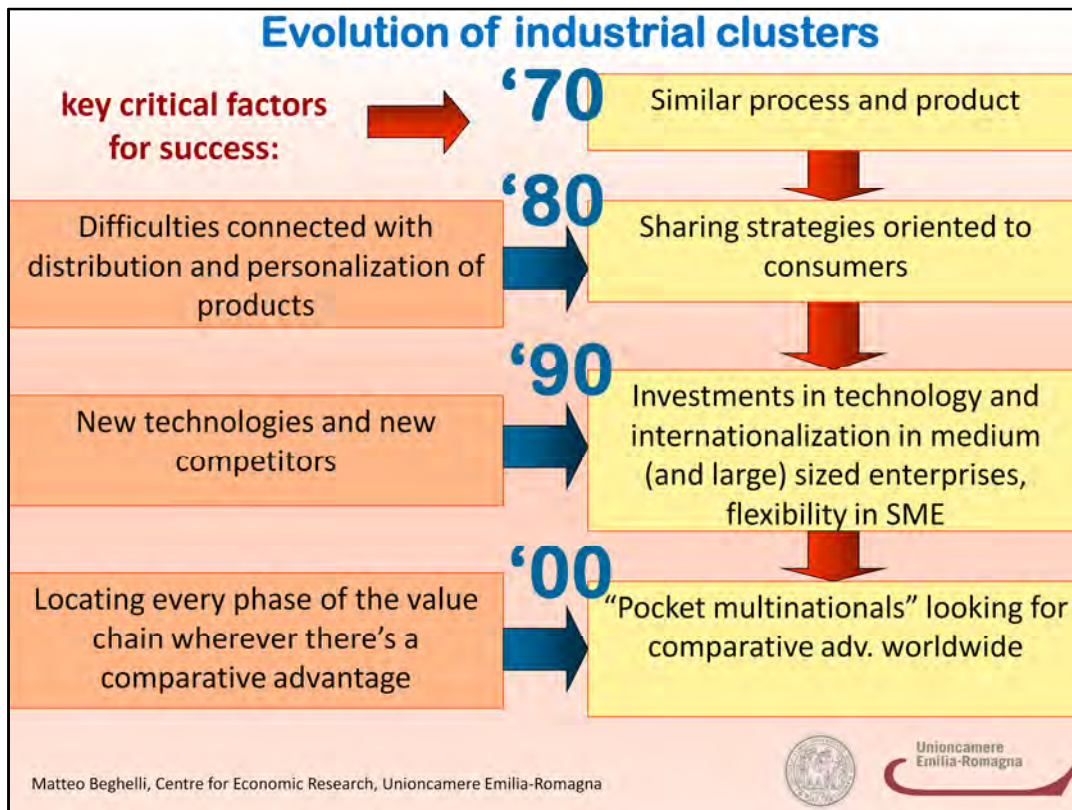 Evolution of industrial clusters
key critical factors
for success:
‘70
Similar process and product
‘80
Difficulties connected with
distribution and personalization of
products
Sharing strategies oriented to
consumers
‘90
New technologies and new
competitors
Investments in technology and
internationalization in medium
(and large) sized enterprises,
flexibility in SME
‘00
Locating every phase of the value
chain wherever there’s a
comparative advantage
“Pocket multinationals” looking for
comparative adv. worldwide
Matteo Beghelli, Centre for Economic Research, Unioncamere Emilia-Romagna
Unioncamere
Emilia-Romagna